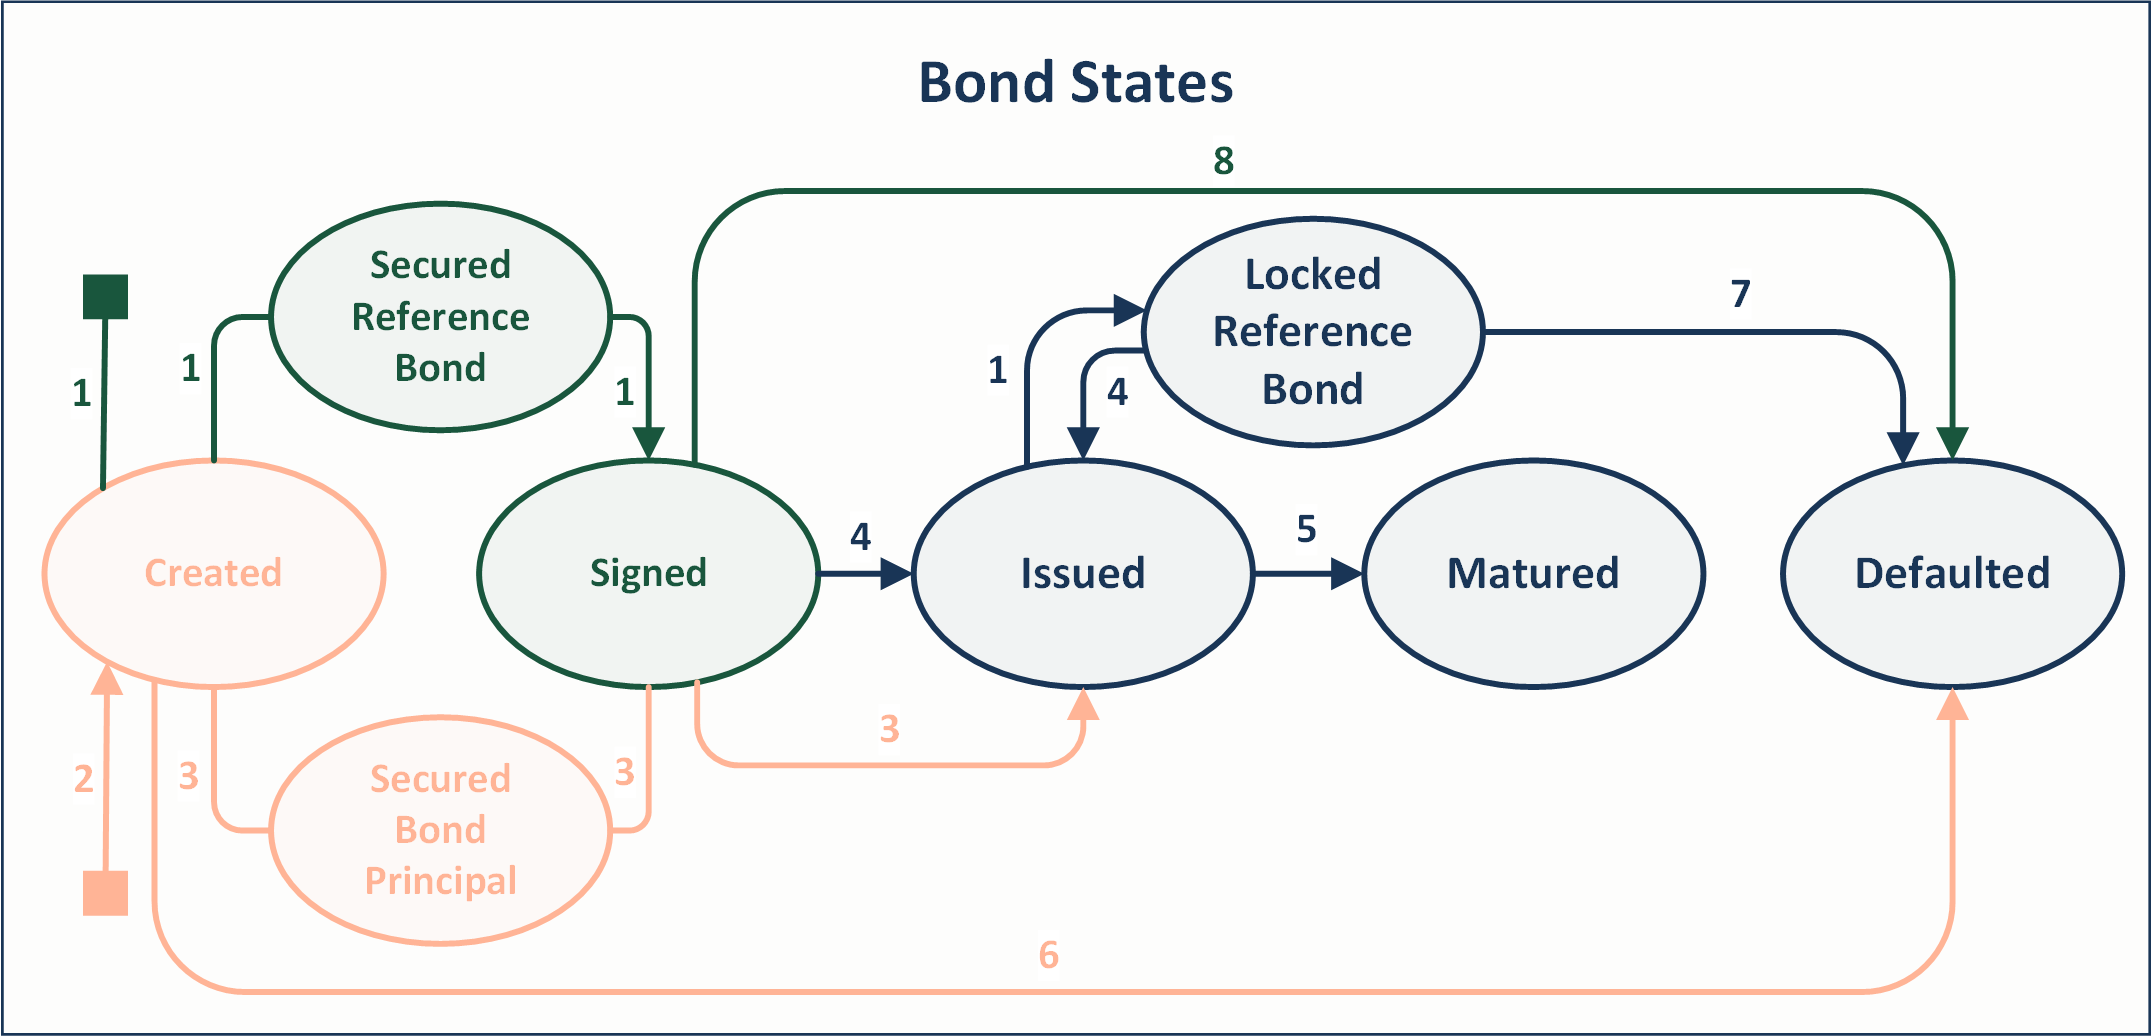 Bond States
8
Secured
Reference
Bond
Locked
Reference
Bond
7
1
1
1
1
4
Created
Signed
4
Issued
5
Matured
Defaulted
2
3
Secured
Bond
Principal
3
3
6